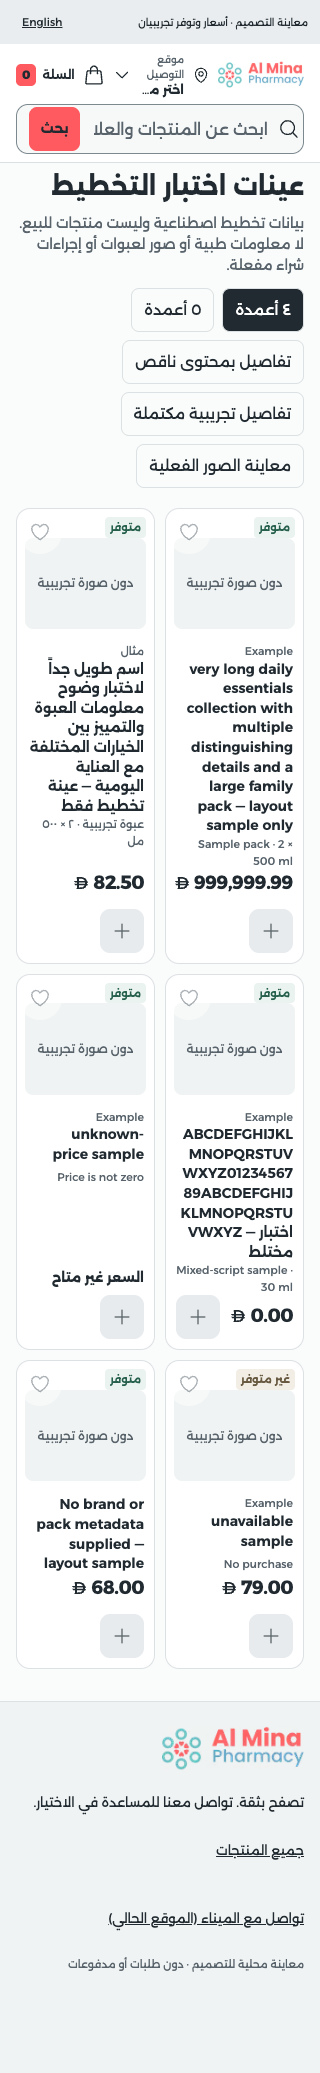 معاينة التصميم · أسعار وتوفر تجريبيان
English
Al Mina
Pharmacy
موقع
التوصيل
اختر مـ...
السلة
0
ابحث عن المنتجات والعلا
بحث
عينات اختبار التخطيط
بيانات تخطيط اصطناعية وليست منتجات للبيع.
لا معلومات طبية أو صور لعبوات أو إجراءات
شراء مفعلة.
٤ أعمدة
٥ أعمدة
تفاصيل بمحتوى ناقص
تفاصيل تجريبية مكتملة
معاينة الصور الفعلية
متوفر
دون صورة تجريبية
Example
very long daily
essentials
collection with
multiple
distinguishing
details and a
large family
pack — layout
sample only
Sample pack · 2 ×
500 ml
999,999.99
متوفر
دون صورة تجريبية
مثال
اسم طويل جداً
لاختبار وضوح
معلومات العبوة
والتمييز بين
الخيارات المختلفة
مع العناية
اليومية — عينة
تخطيط فقط
عبوة تجريبية · ٢ × ٥٠٠
مل
82.50
متوفر
دون صورة تجريبية
Example
ABCDEFGHIJKL
MNOPQRSTUV
WXYZ01234567
89ABCDEFGHIJ
KLMNOPQRSTU
VWXYZ — اختبار
مختلط
Mixed-script sample ·
30 ml
0.00
متوفر
دون صورة تجريبية
Example
unknown-
price sample
Price is not zero
السعر غير متاح
غير متوفر
دون صورة تجريبية
Example
unavailable
sample
No purchase
79.00
متوفر
دون صورة تجريبية
No brand or
pack metadata
supplied —
layout sample
68.00
Al Mina
Pharmacy
تصفح بثقة. تواصل معنا للمساعدة في الاختيار.
جميع المنتجات
تواصل مع الميناء (الموقع الحالي)
معاينة محلية للتصميم · دون طلبات أو مدفوعات